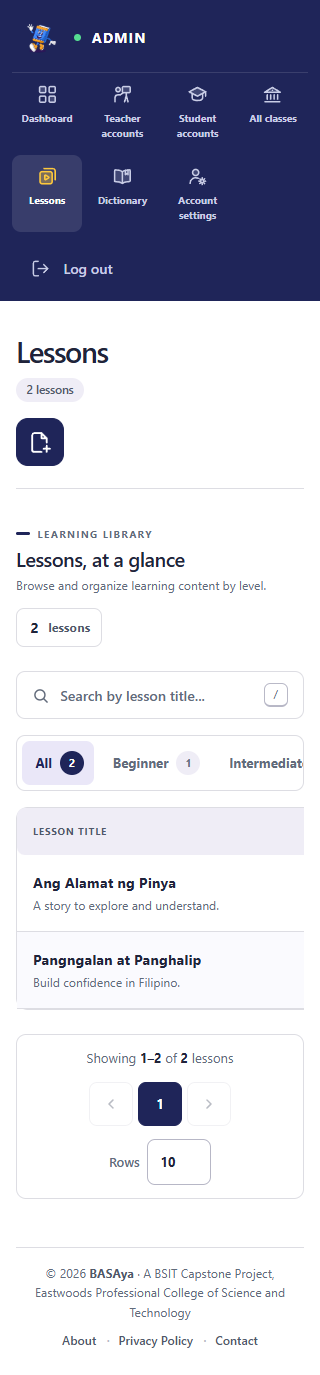 ADMIN
Dashboard
Teacher accounts
Student accounts
All classes
Lessons
Dictionary
Account settings
Log out
Lessons
2 lessons
LEARNING LIBRARY
Lessons, at a glance
Browse and organize learning content by level.
2 lessons
Search by lesson title... /
All 2 Beginner 1 Intermediate
LESSON TITLE
Ang Alamat ng Pinya
A story to explore and understand.
Pangngalan at Panghalip
Build confidence in Filipino.
Showing 1–2 of 2 lessons
1
Rows 10
© 2026 BASAya · A BSIT Capstone Project,
Eastwoods Professional College of Science and
Technology
About · Privacy Policy · Contact